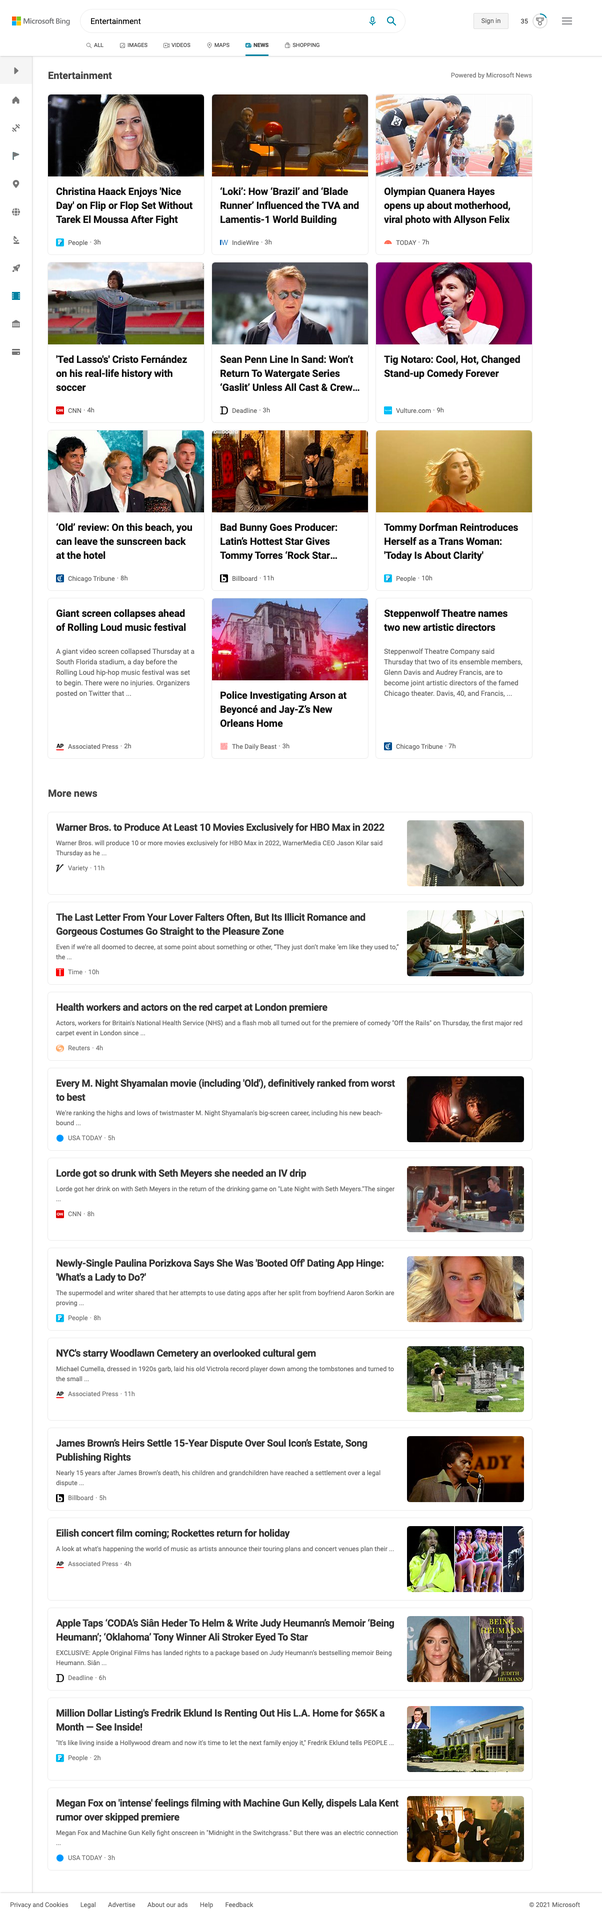 Microsoft Bing
Entertainment
Sign in
35
ALL
IMAGES
VIDEOS
MAPS
NEWS
SHOPPING
Entertainment
Powered by Microsoft News
Christina Haack Enjoys 'Nice
Day' on Flip or Flop Set Without
Tarek El Moussa After Fight
People · 3h
'Loki': How 'Brazil' and 'Blade
Runner' Influenced the TVA and
Lamentis-1 World Building
IW IndieWire · 3h
Olympian Quanera Hayes
opens up about motherhood,
viral photo with Allyson Felix
TODAY · 7h
'Ted Lasso's' Cristo Fernández
on his real-life history with
soccer
CNN · 4h
Sean Penn Line In Sand: Won't
Return To Watergate Series
'Gaslit' Unless All Cast & Crew...
D Deadline · 3h
Tig Notaro: Cool, Hot, Changed
Stand-up Comedy Forever
Vulture.com · 9h
'Old' review: On this beach, you
can leave the sunscreen back
at the hotel
Chicago Tribune · 8h
Bad Bunny Goes Producer:
Latin's Hottest Star Gives
Tommy Torres 'Rock Star...
b Billboard · 11h
Tommy Dorfman Reintroduces
Herself as a Trans Woman:
'Today Is About Clarity'
People · 10h
Giant screen collapses ahead
of Rolling Loud music festival
A giant video screen collapsed Thursday at a
South Florida stadium, a day before the
Rolling Loud hip-hop music festival was set
to begin. There were no injuries. Organizers
posted on Twitter that ...
AP Associated Press · 2h
Police Investigating Arson at
Beyoncé and Jay-Z's New
Orleans Home
The Daily Beast · 3h
Steppenwolf Theatre names
two new artistic directors
Steppenwolf Theatre Company said
Thursday that two of its ensemble members,
Glenn Davis and Audrey Francis, are to
become joint artistic directors of the famed
Chicago theater. Davis, 40, and Francis, ...
Chicago Tribune · 7h
More news
Warner Bros. to Produce At Least 10 Movies Exclusively for HBO Max in 2022
Warner Bros. will produce 10 or more movies exclusively for HBO Max in 2022, WarnerMedia CEO Jason Kilar said
Thursday as he ...
Variety · 11h
The Last Letter From Your Lover Falters Often, But Its Illicit Romance and
Gorgeous Costumes Go Straight to the Pleasure Zone
Even if we're all doomed to decree, at some point about something or other, "They just don't make 'em like they used to,"
the ...
Time · 10h
Health workers and actors on the red carpet at London premiere
Actors, workers for Britain's National Health Service (NHS) and a flash mob all turned out for the premiere of comedy "Off the Rails" on Thursday, the first major red
carpet event in London since ...
Reuters · 4h
Every M. Night Shyamalan movie (including 'Old'), definitively ranked from worst
to best
We're ranking the highs and lows of twistmaster M. Night Shyamalan's big-screen career, including his new beach-
bound ...
USA TODAY · 5h
Lorde got so drunk with Seth Meyers she needed an IV drip
Lorde got her drink on with Seth Meyers in the return of the drinking game on "Late Night with Seth Meyers."The singer
...
CNN · 8h
Newly-Single Paulina Porizkova Says She Was 'Booted Off' Dating App Hinge:
'What's a Lady to Do?'
The supermodel and writer shared that her attempts to use dating apps after her split from boyfriend Aaron Sorkin are
proving ...
People · 8h
NYC's starry Woodlawn Cemetery an overlooked cultural gem
Michael Cumella, dressed in 1920s garb, laid his old Victrola record player down among the tombstones and turned to
the small ...
AP Associated Press · 11h
James Brown's Heirs Settle 15-Year Dispute Over Soul Icon's Estate, Song
Publishing Rights
Nearly 15 years after James Brown's death, his children and grandchildren have reached a settlement over a legal
dispute ...
b Billboard · 5h
Eilish concert film coming; Rockettes return for holiday
A look at what's happening the world of music as artists announce their touring plans and concert venues plan their ...
AP Associated Press · 4h
Apple Taps 'CODA's Siân Heder To Helm & Write Judy Heumann's Memoir 'Being
Heumann'; 'Oklahoma' Tony Winner Ali Stroker Eyed To Star
EXCLUSIVE: Apple Original Films has landed rights to a package based on Judy Heumann's bestselling memoir Being
Heumann. Siân ...
D Deadline · 6h
BEING
HEUMANN
JUDITH
HEUMANN
Million Dollar Listing's Fredrik Eklund Is Renting Out His L.A. Home for $65K a
Month — See Inside!
"It's like living inside a Hollywood dream and now it's time to let the next family enjoy it," Fredrik Eklund tells PEOPLE ...
People · 2h
Megan Fox on 'intense' feelings filming with Machine Gun Kelly, dispels Lala Kent
rumor over skipped premiere
Megan Fox and Machine Gun Kelly fight onscreen in "Midnight in the Switchgrass." But there was an electric connection
...
USA TODAY · 3h
Privacy and Cookies
Legal
Advertise
About our ads
Help
Feedback
© 2021 Microsoft